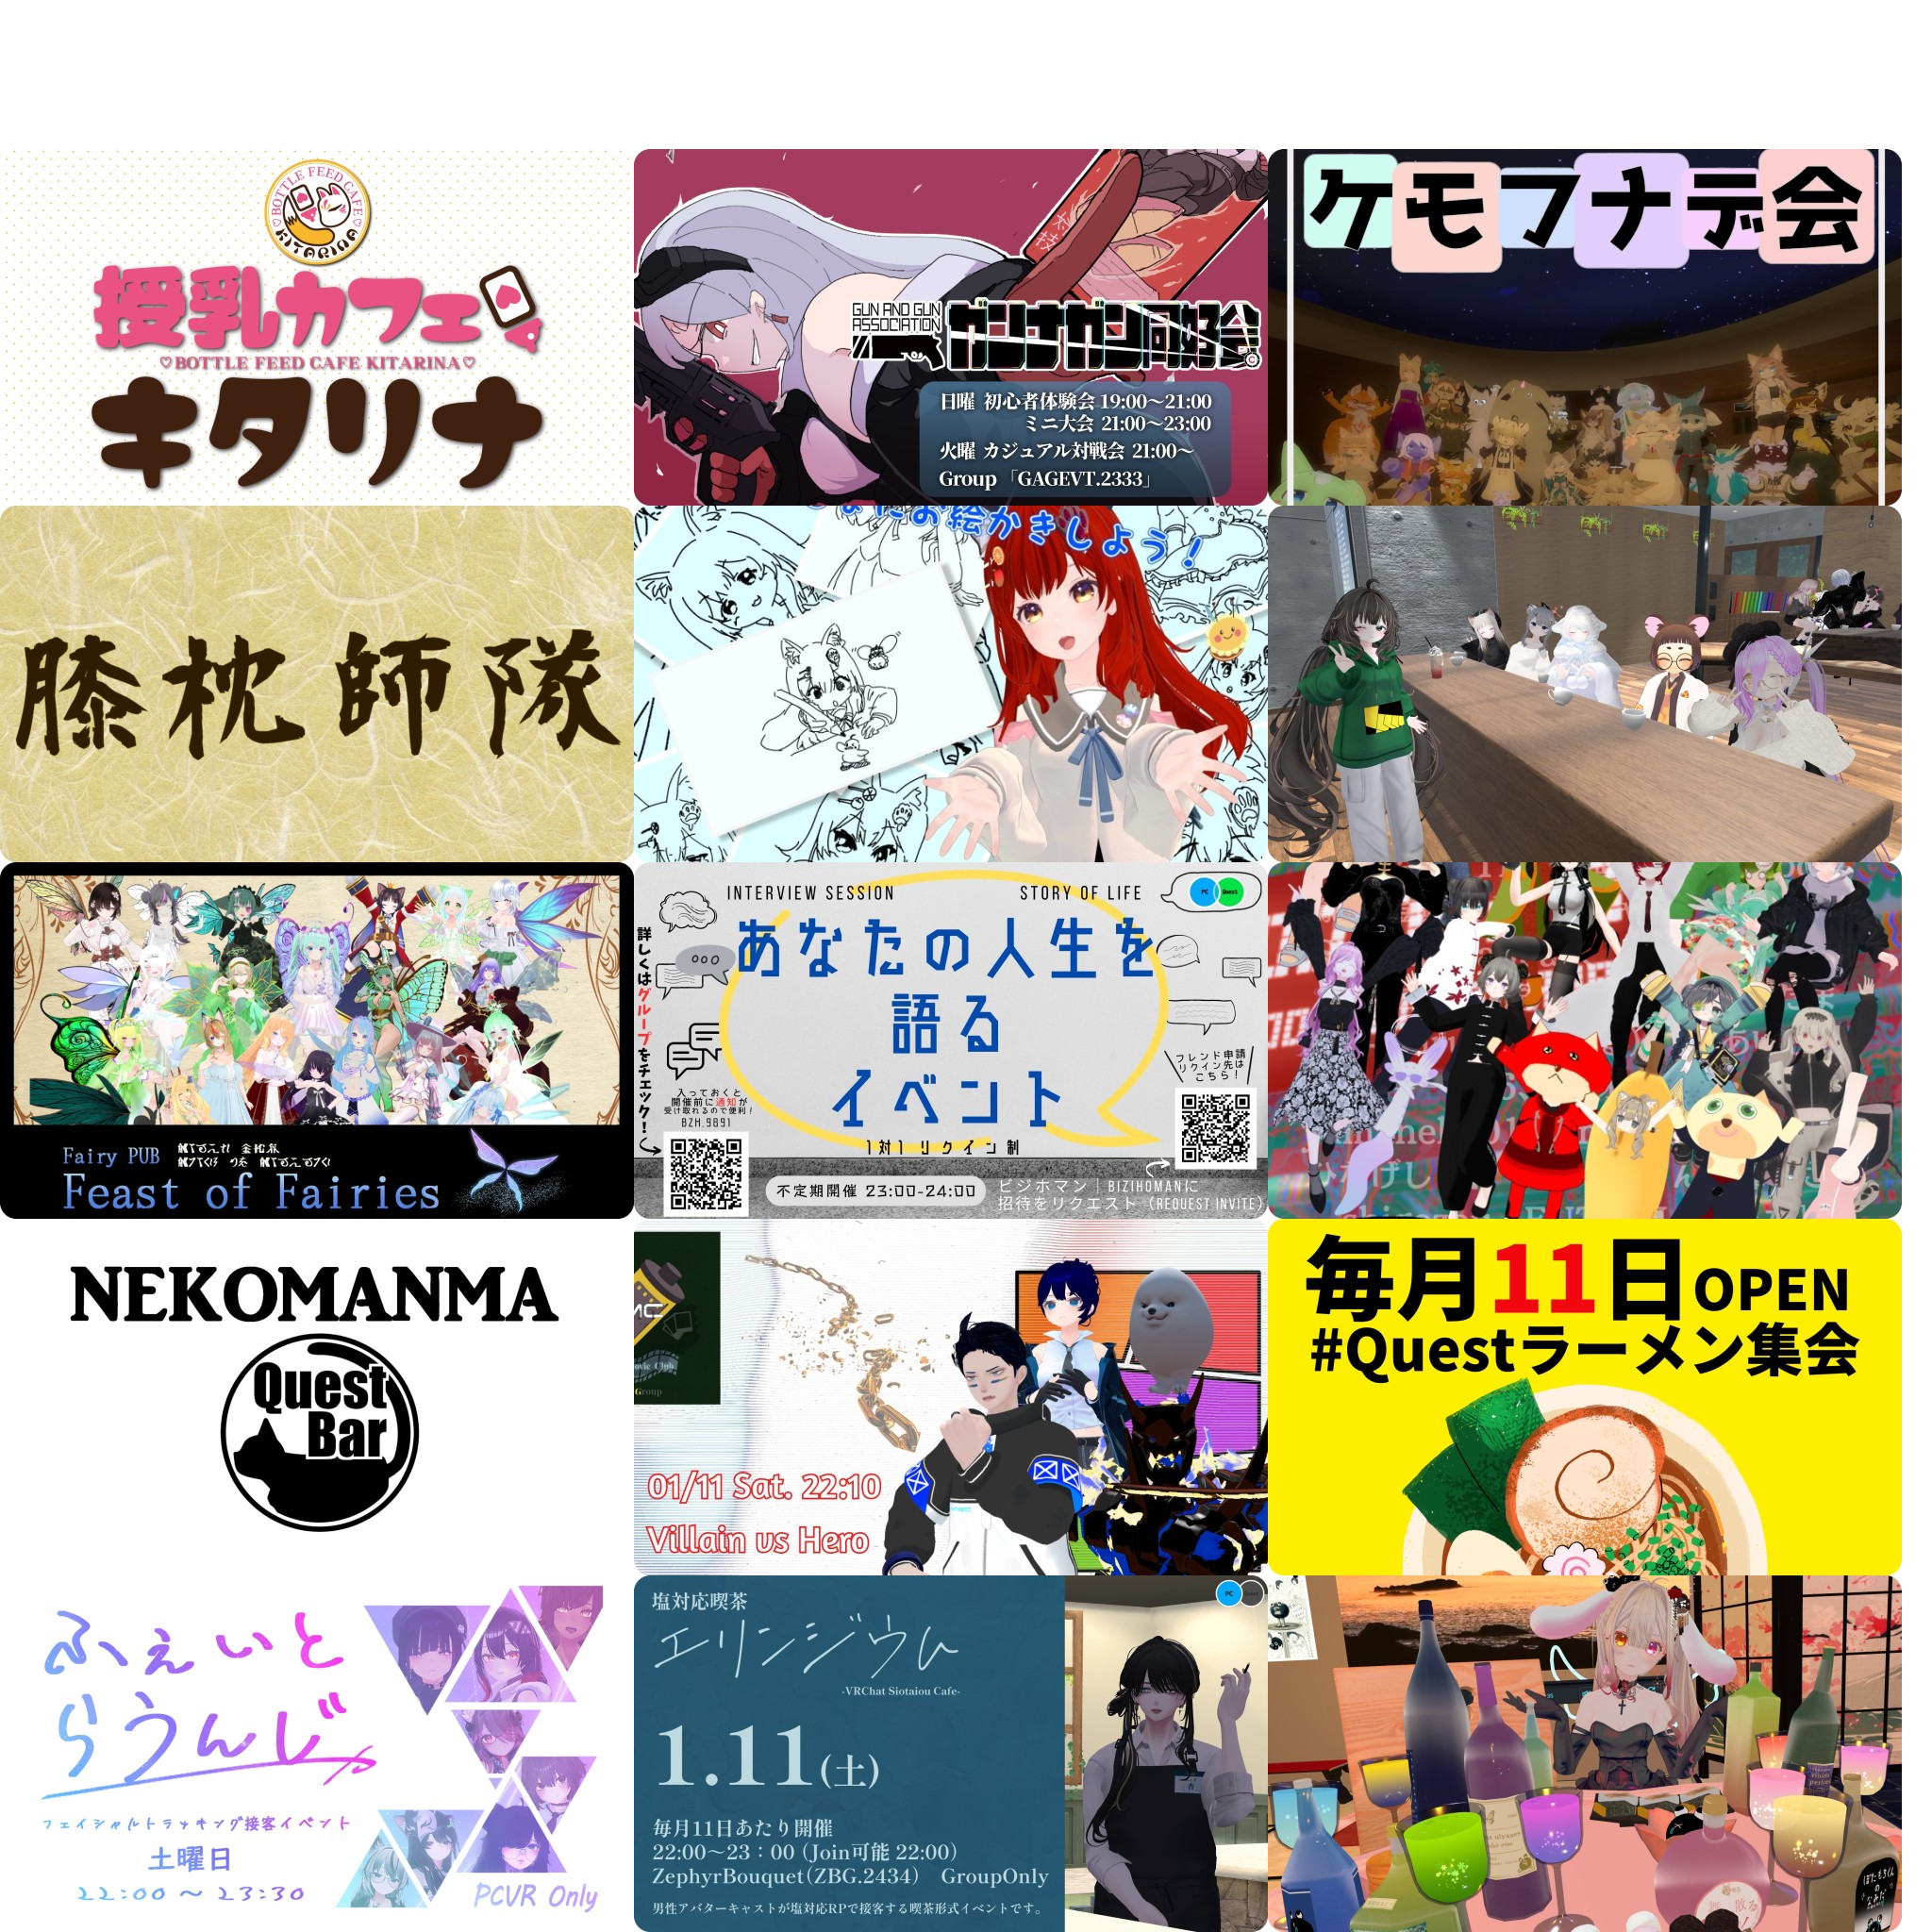 BOTTLE FEED CAFE
KITARINA
授乳カフェ
♡BOTTLE FEED CAFE KITARINA♡
キタリナ
GUN AND GUN
ASSOCIATION
ガンナガン同好会
日曜 初心者体験会 19:00～21:00
ミニ大会 21:00～23:00
火曜 カジュアル対戦会 21:00～
Group「GAGEVT.2333」
ケモフナデ会
膝枕師隊
お絵かきしよう!
Fairy PUB
Feast of Fairies
INTERVIEW SESSION
STORY OF LIFE
PC
Quest
あなたの人生を
語る
イベント
1対1リクイン制
詳しくはグループをチェック!
入っておくと
開催前に通知が
受け取れるので便利!
BZH.9891
フレンド申請
リクイン先は
こちら!
不定期開催 23:00-24:00
ビジホマン|BIZIHOMANに
招待をリクエスト (REQUEST INVITE)
NEKOMANMA
Quest
Bar
01/11 Sat. 22:10
Villain vs Hero
毎月11日OPEN
#Questラーメン集会
ふぇいと
らうんじ
フェイシャルトラッキング接客イベント
土曜日
22:00 ～ 23:30
PCVR Only
塩対応喫茶
エリンジウム
-VRChat Siotaiou Cafe-
1.11(土)
毎月11日あたり開催
22:00～23：00 (Join可能 22:00)
ZephyrBouquet(ZBG.2434) GroupOnly
男性アバターキャストが塩対応RPで接客する喫茶形式イベントです。
PC